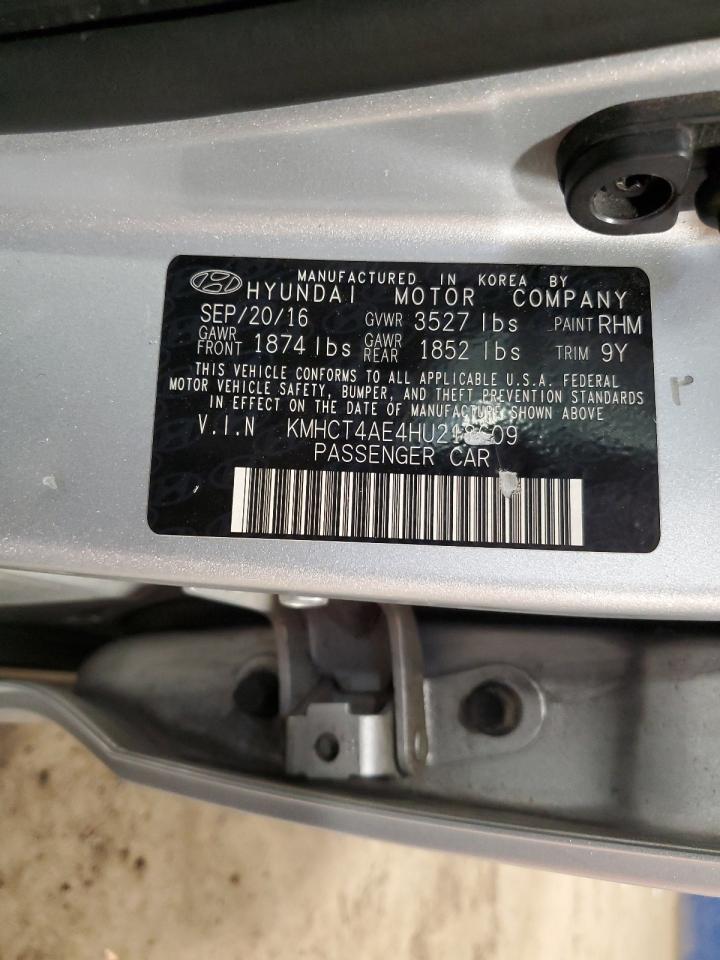 MANUFACTURED IN KOREA BY
HYUNDAI MOTOR COMPANY
SEP/20/16 GVWR 3527 lbs PAINT RHM
GAWR FRONT 1874 lbs GAWR REAR 1852 lbs TRIM 9Y
THIS VEHICLE CONFORMS TO ALL APPLICABLE U.S.A. FEDERAL
MOTOR VEHICLE SAFETY, BUMPER, AND THEFT PREVENTION STANDARDS
IN EFFECT ON THE DATE OF MANUFACTURE SHOWN ABOVE
V.I.N
PASSENGER CAR